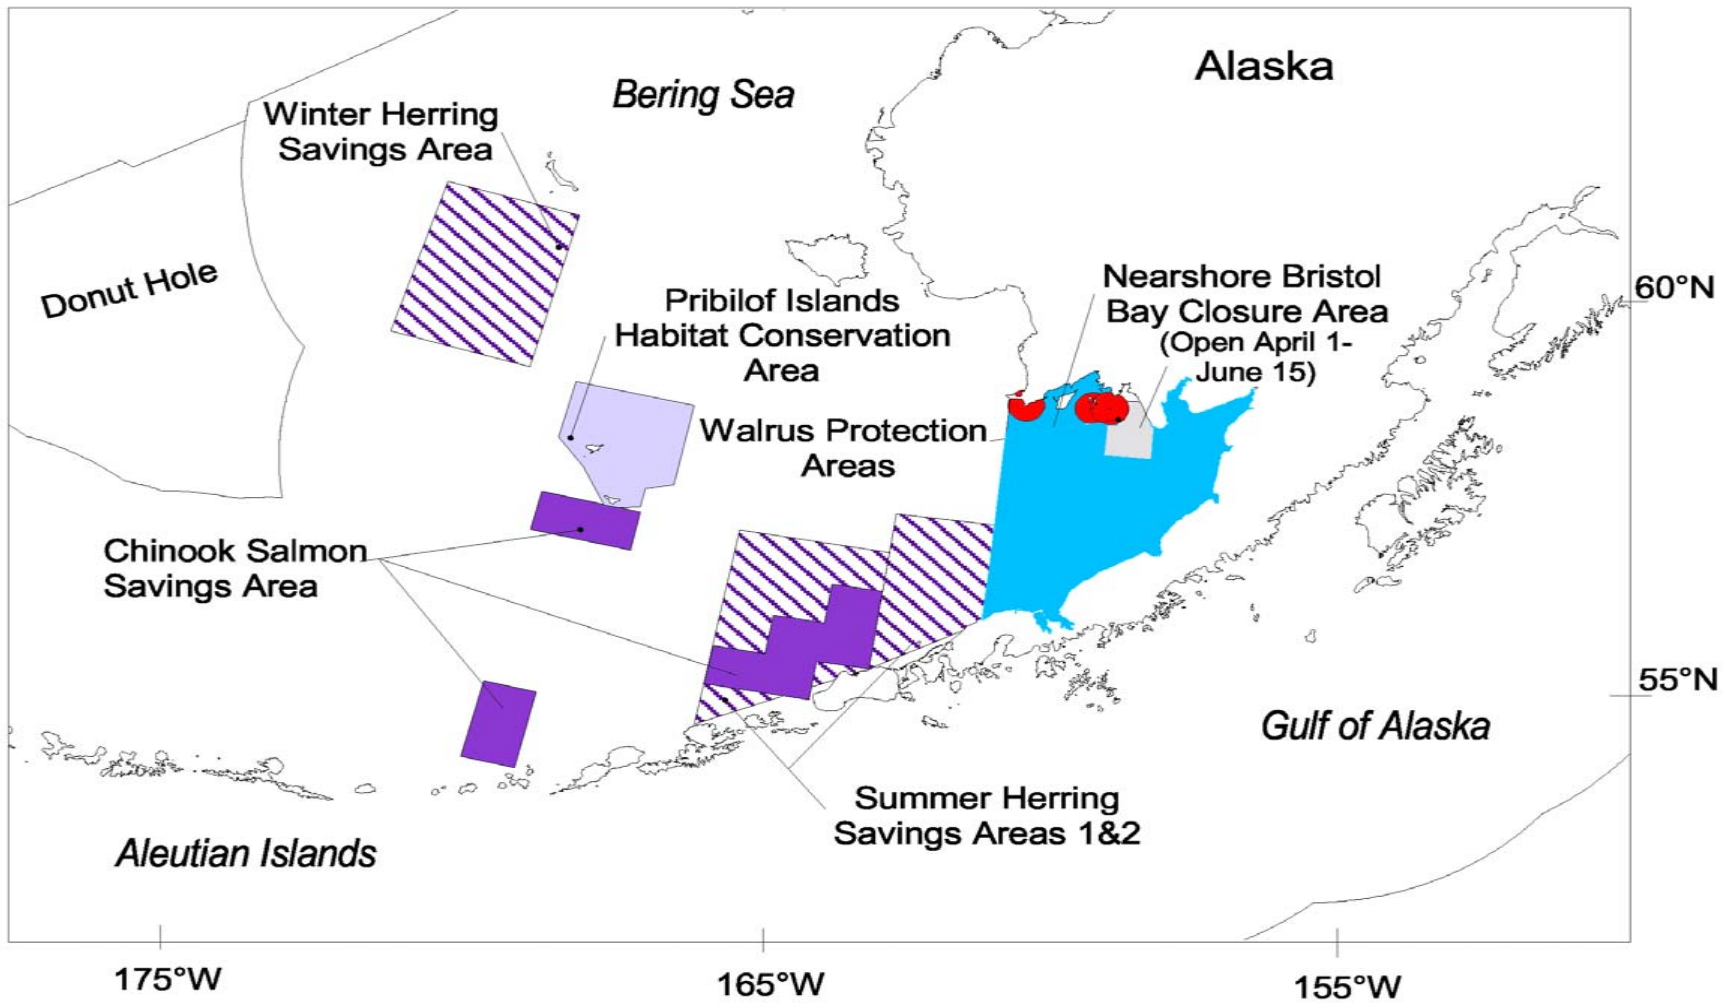 Alaska
Bering Sea
Winter Herring
Savings Area
Donut Hole
Nearshore Bristol
Bay Closure Area
(Open April 1-
June 15)
60°N
Pribilof Islands
Habitat Conservation
Area
Walrus Protection
Areas
Chinook Salmon
Savings Area
55°N
Gulf of Alaska
Summer Herring
Savings Areas 1&2
Aleutian Islands
175°W
165°W
155°W